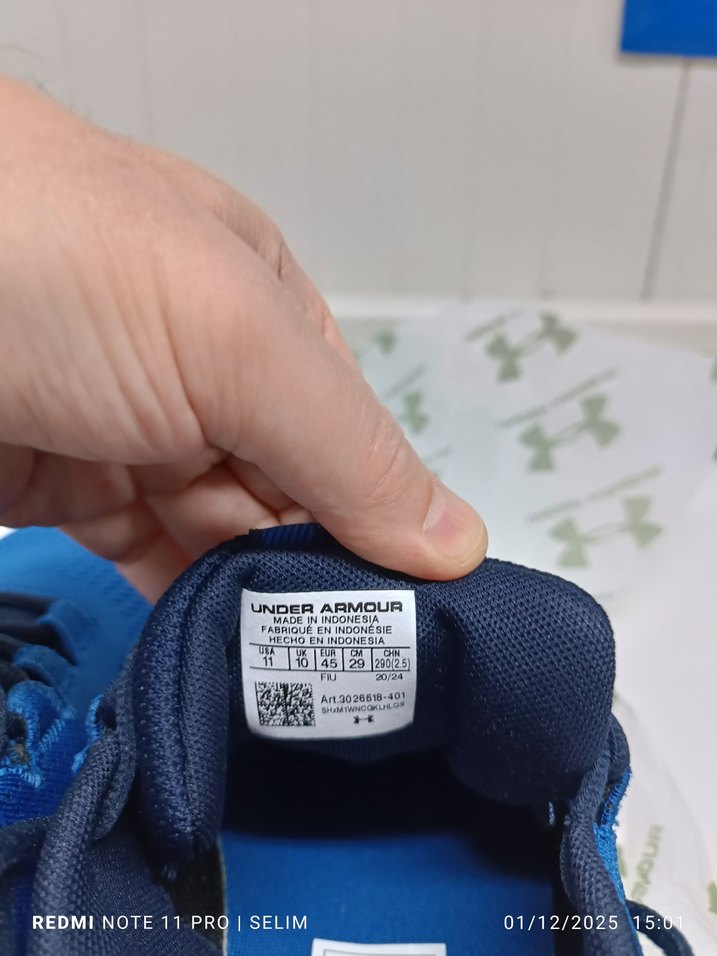 UNDER ARMOUR
MADE IN INDONESIA
FABRIQUÉ EN INDONÉSIE
HECHO EN INDONESIA
USA UK EUR CM CHN
11 10 45 29 290(2.5)
FIU 20/24
Art.3026518-401
REDMI NOTE 11 PRO | SELIM
01/12/2025 15:01